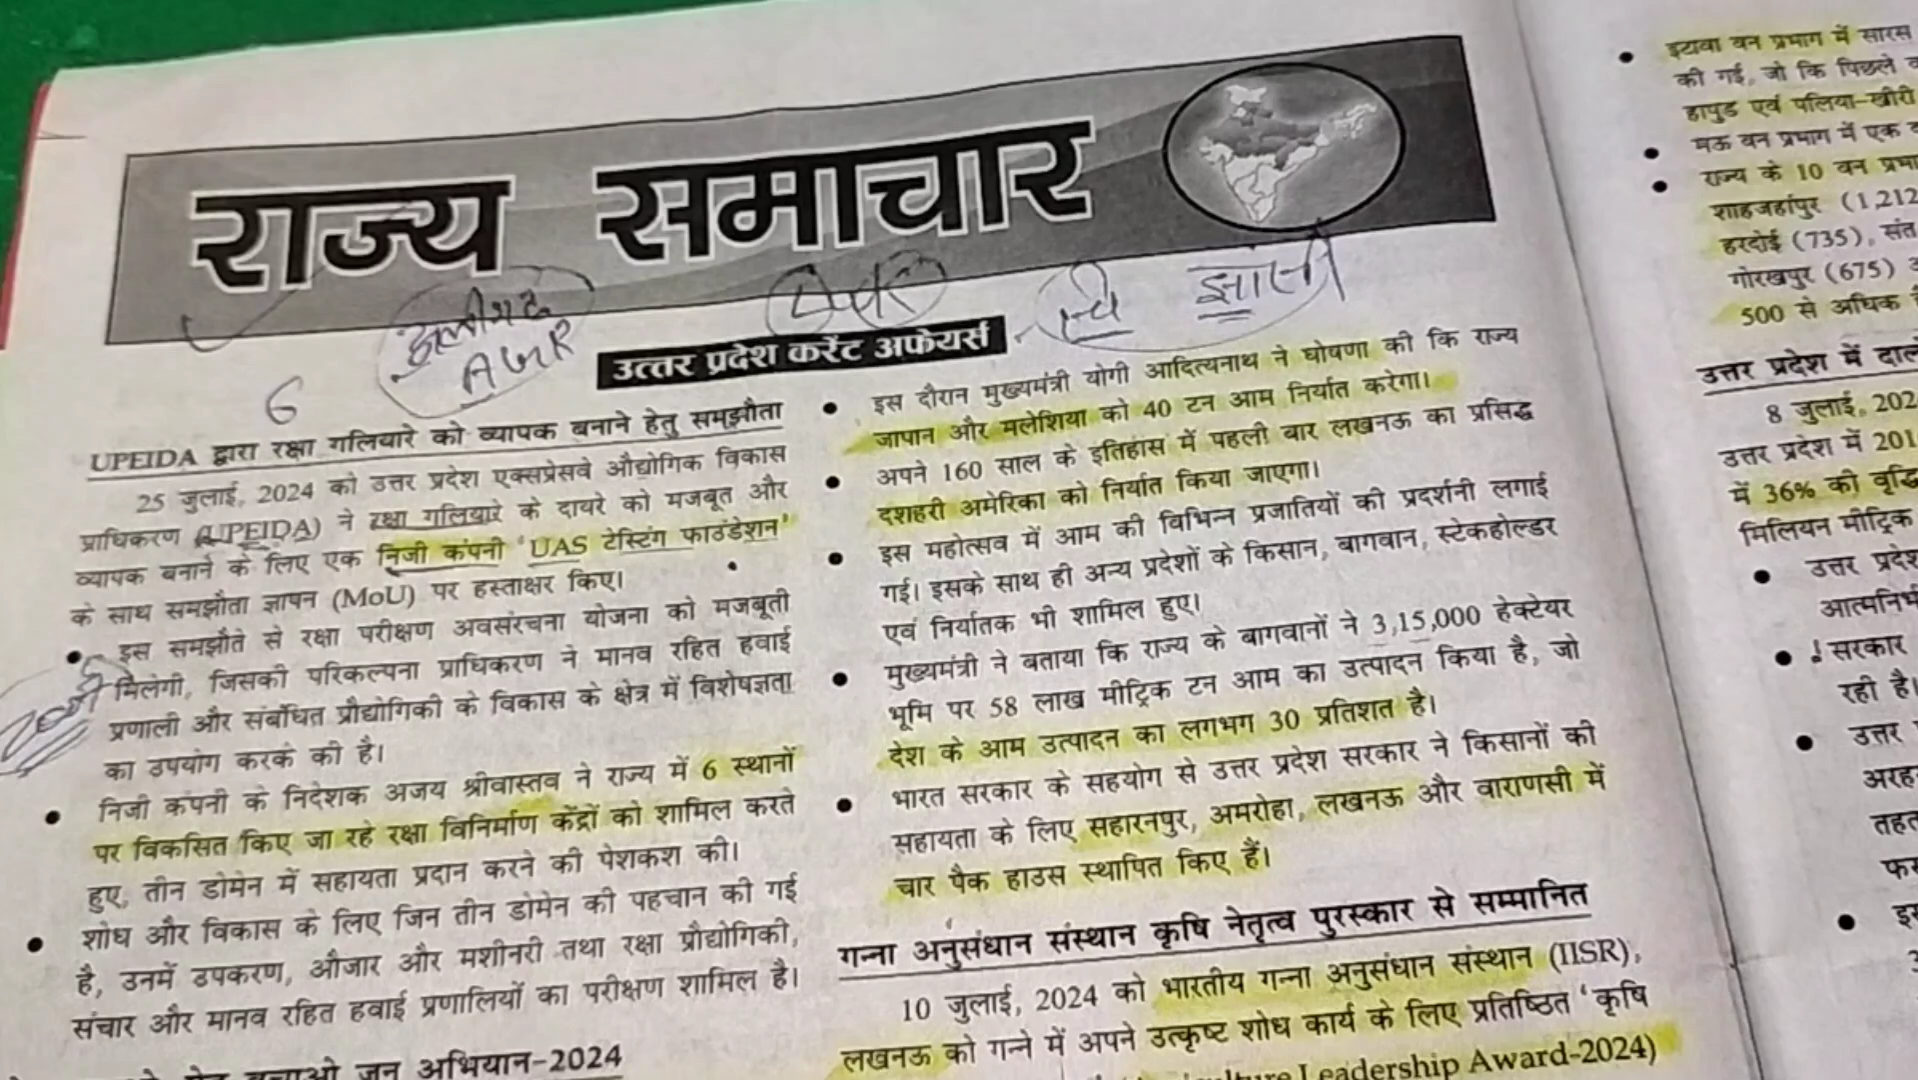 राज्य समाचार
उत्तर प्रदेश करेंट अफेयर्स
6
UPEIDA द्वारा रक्षा गलियारे को व्यापक बनाने हेतु समझौता
25 जुलाई, 2024 को उत्तर प्रदेश एक्सप्रेसवे औद्योगिक विकास
प्राधिकरण (UPEIDA) ने रक्षा गलियारे के दायरे को मजबूत और
व्यापक बनाने के लिए एक निजी कंपनी 'UAS टेस्टिंग फाउंडेशन'
के साथ समझौता ज्ञापन (MoU) पर हस्ताक्षर किए।
• इस समझौते से रक्षा परीक्षण अवसंरचना योजना को मजबूती
मिलेगी, जिसकी परिकल्पना प्राधिकरण ने मानव रहित हवाई
प्रणाली और संबंधित प्रौद्योगिकी के विकास के क्षेत्र में विशेषज्ञता
का उपयोग करके की है।
• निजी कंपनी के निदेशक अजय श्रीवास्तव ने राज्य में 6 स्थानों
पर विकसित किए जा रहे रक्षा विनिर्माण केंद्रों को शामिल करते
हुए, तीन डोमेन में सहायता प्रदान करने की पेशकश की।
• शोध और विकास के लिए जिन तीन डोमेन की पहचान की गई
है, उनमें उपकरण, औजार और मशीनरी तथा रक्षा प्रौद्योगिकी,
संचार और मानव रहित हवाई प्रणालियों का परीक्षण शामिल है।
बचाओ जन अभियान-2024
• इस दौरान मुख्यमंत्री योगी आदित्यनाथ ने घोषणा की कि राज्य
जापान और मलेशिया को 40 टन आम निर्यात करेगा।
• अपने 160 साल के इतिहास में पहली बार लखनऊ का प्रसिद्ध
दशहरी अमेरिका को निर्यात किया जाएगा।
• इस महोत्सव में आम की विभिन्न प्रजातियों की प्रदर्शनी लगाई
गई। इसके साथ ही अन्य प्रदेशों के किसान, बागवान, स्टेकहोल्डर
एवं निर्यातक भी शामिल हुए।
• मुख्यमंत्री ने बताया कि राज्य के बागवानों ने 3,15,000 हेक्टेयर
भूमि पर 58 लाख मीट्रिक टन आम का उत्पादन किया है, जो
देश के आम उत्पादन का लगभग 30 प्रतिशत है।
• भारत सरकार के सहयोग से उत्तर प्रदेश सरकार ने किसानों की
सहायता के लिए सहारनपुर, अमरोहा, लखनऊ और वाराणसी में
चार पैक हाउस स्थापित किए हैं।
गन्ना अनुसंधान संस्थान कृषि नेतृत्व पुरस्कार से सम्मानित
10 जुलाई, 2024 को भारतीय गन्ना अनुसंधान संस्थान (IISR),
लखनऊ को गन्ने में अपने उत्कृष्ट शोध कार्य के लिए प्रतिष्ठित 'कृषि
Leadership Award-2024)
• इटावा वन प्रभाग में सारस
की गई, जो कि पिछले
हापुड़ एवं पलिया-खीरी
• मऊ वन प्रभाग में एक
• राज्य के 10 वन
शाहजहांपुर (1,212
हरदोई (735), संत
गोरखपुर (675)
500 से अधिक
उत्तर प्रदेश में
8 जुलाई,
उत्तर प्रदेश में
में 36% की वृद्धि
मिलियन मीट्रिक
• उत्तर
• सरकार
रही है।
• उत्तर